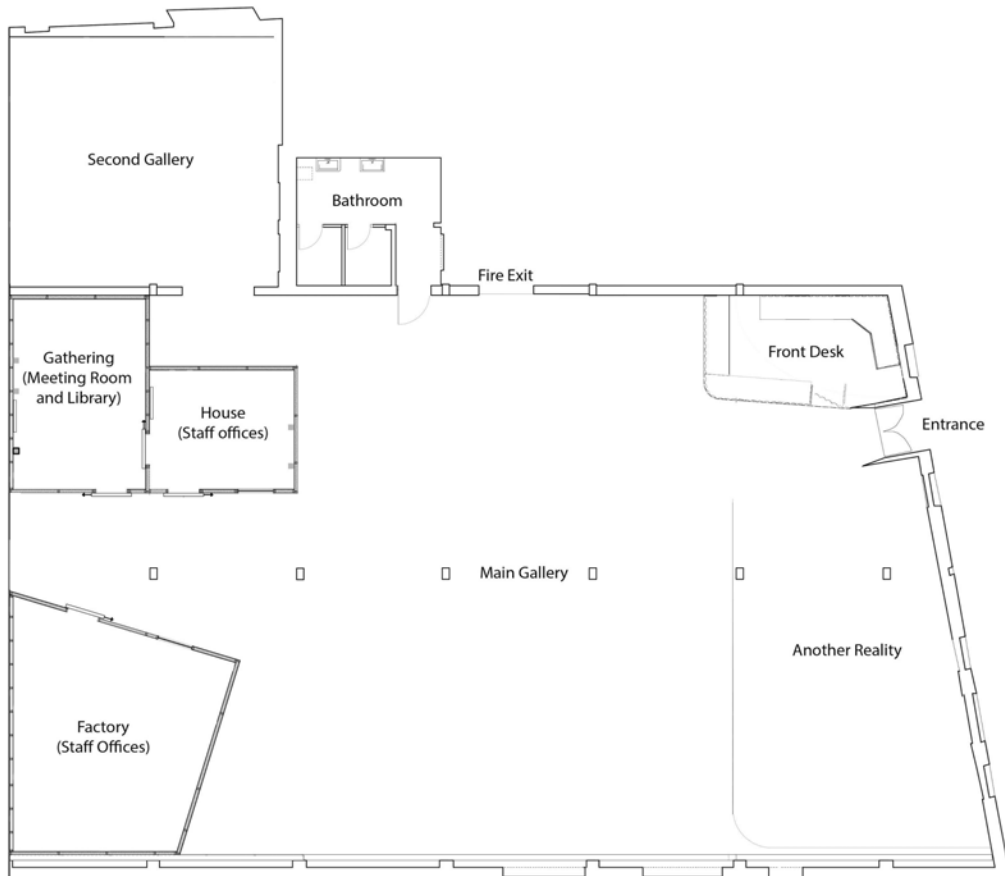 Second Gallery
Bathroom
Fire Exit
Gathering
(Meeting Room
and Library)
Front Desk
House
(Staff offices)
Entrance
Main Gallery
Another Reality
Factory
(Staff Offices)